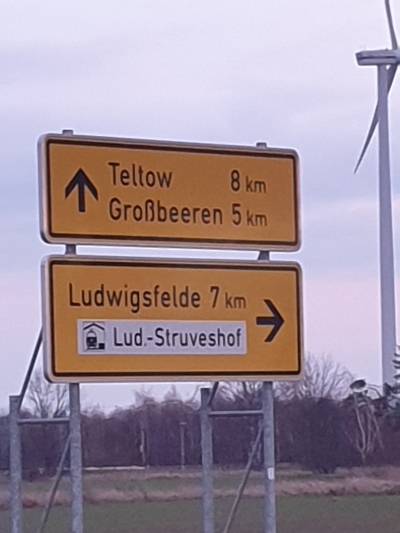 Teltow 8 km
Großbeeren 5 km
Ludwigsfelde 7 km
Lud.-Struveshof